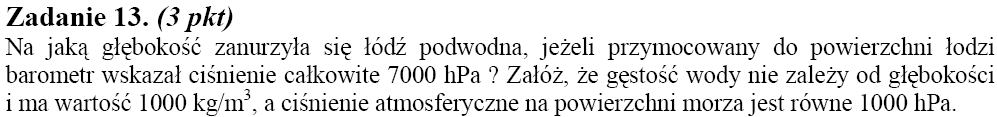 Zadanie 13. (3 pkt)
Na jaką głębokość zanurzyła się łódź podwodna, jeżeli przymocowany do powierzchni łodzi
barometr wskazał ciśnienie całkowite 7000 hPa ? Załóż, że gęstość wody nie zależy od głębokości
i ma wartość 1000 kg/m³, a ciśnienie atmosferyczne na powierzchni morza jest równe 1000 hPa.